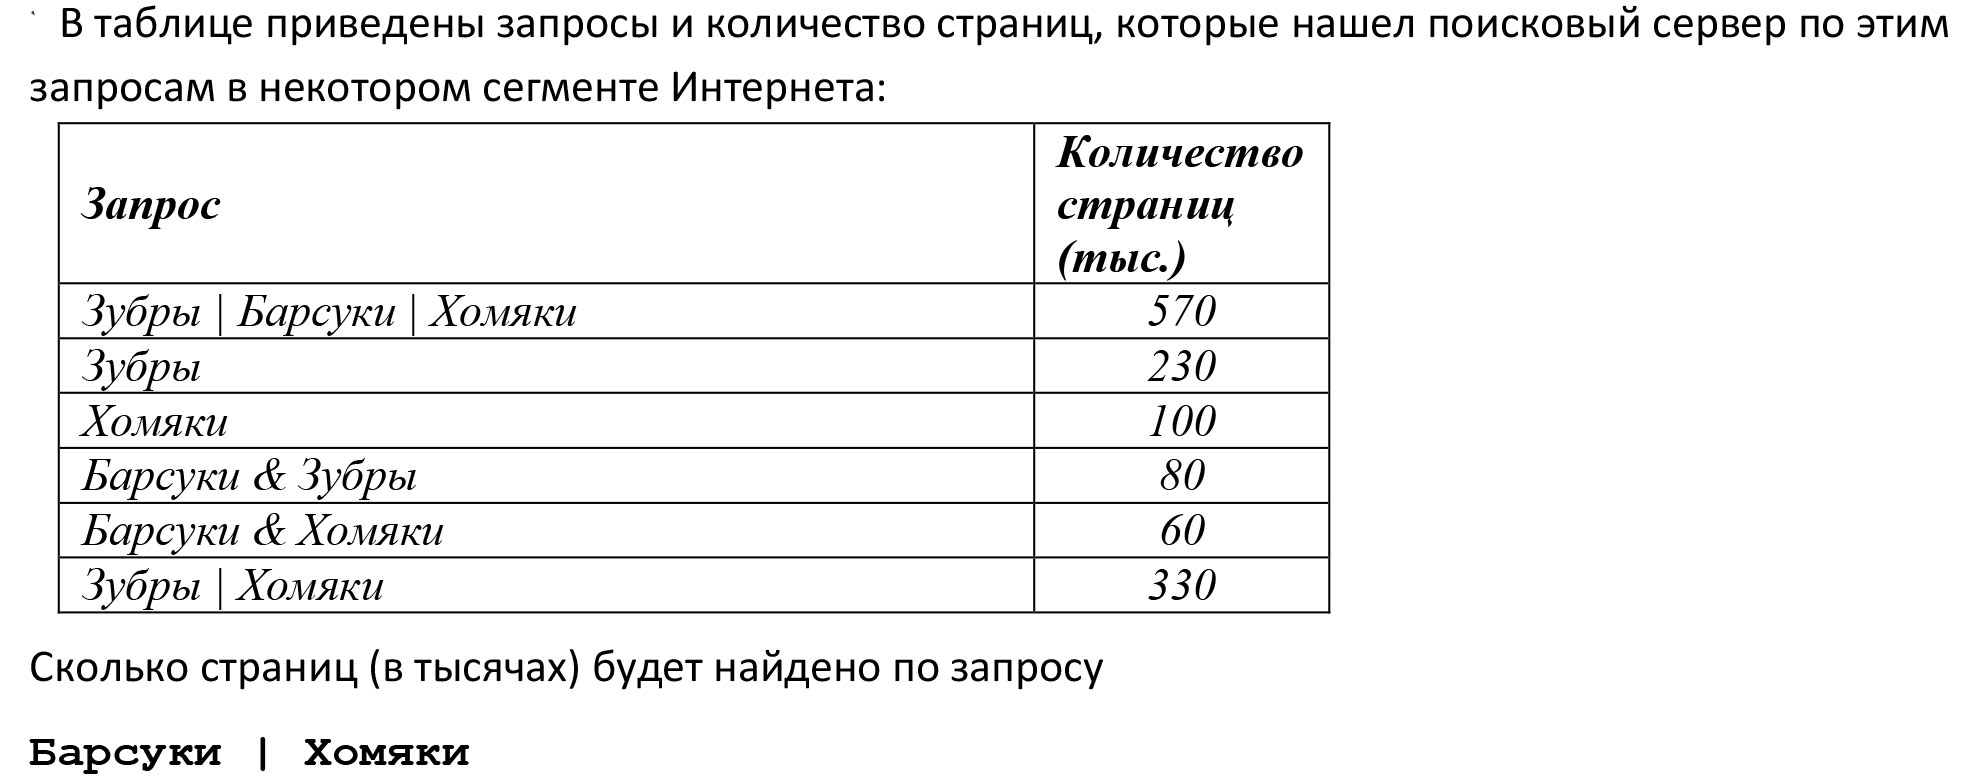 В таблице приведены запросы и количество страниц, которые нашел поисковый сервер по этим
запросам в некотором сегменте Интернета:
Запрос
Количество
страниц
(тыс.)
Зубры | Барсуки | Хомяки 570
Зубры 230
Хомяки 100
Барсуки & Зубры 80
Барсуки & Хомяки 60
Зубры | Хомяки 330
Сколько страниц (в тысячах) будет найдено по запросу
Барсуки | Хомяки